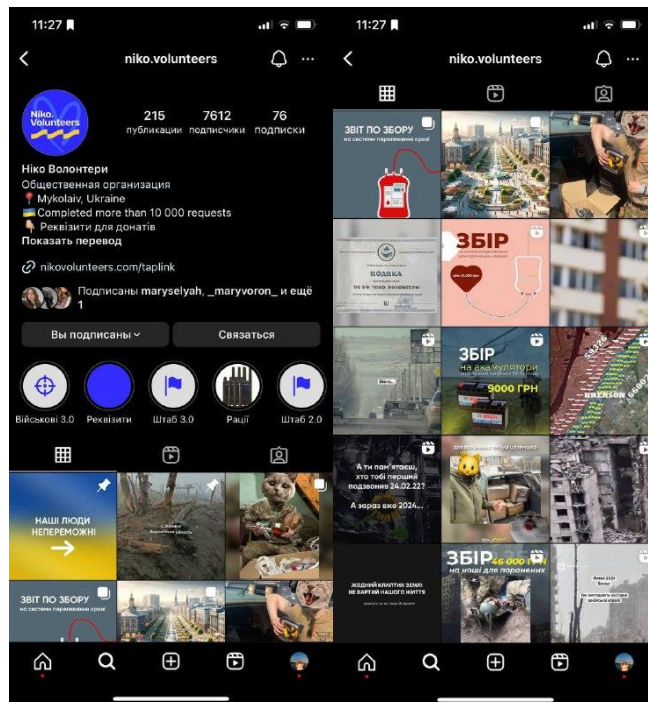 11:27
niko.volunteers
Niko.
Volunteers
215
7612
76
публикации
подписчики
подписки
Ніко Волонтери
Общественная организация
Mykolaiv, Ukraine
Completed more than 10 000 requests
Реквізити для донатів
Показать перевод
nikovolunteers.com/taplink
Подписаны maryselyah, _maryvoron_ и ещё
1
Вы подписаны
Связаться
Військові 3.0
Реквізити
Штаб 3.0
Рації
Штаб 2.0
НАШІ ЛЮДИ
НЕПЕРЕМОЖНІ
ЗВІТ ПО ЗБОРУ
на системи переливання крові
11:27
niko.volunteers
ЗВІТ ПО ЗБОРУ
на системи переливання крові
ПОДЯКА
ЗБІР
Війна...
ЗБІР
на акамулятори
9000 ГРН
59326
KHERSON
А ти пам'ятаєш,
хто тобі перший
подзвонив 24.02.22?
А зараз вже 2024...
ЖОДНИЙ КЛАПТИК ЗЕМЛІ
НЕ ВАРТИЙ НАШОГО ЖИТТЯ
ЗБІР 46 000 ГРН
на ноші для поранених